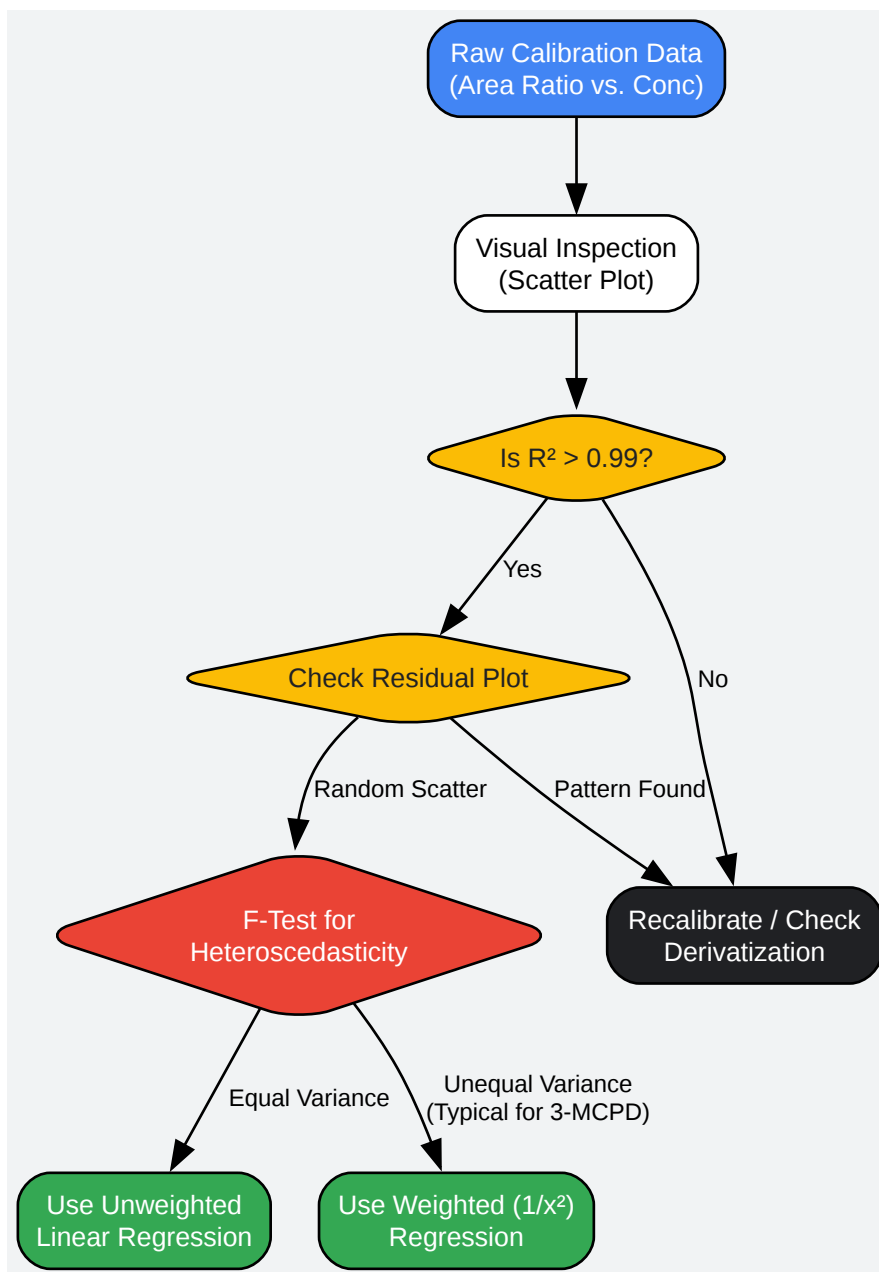 Raw Calibration Data
(Area Ratio vs. Conc)
Visual Inspection
(Scatter Plot)
Is R² > 0.99?
Yes
No
Check Residual Plot
Random Scatter
Pattern Found
F-Test for
Heteroscedasticity
Recalibrate / Check
Derivatization
Equal Variance
Unequal Variance
(Typical for 3-MCPD)
Use Unweighted
Linear Regression
Use Weighted (1/x²)
Regression